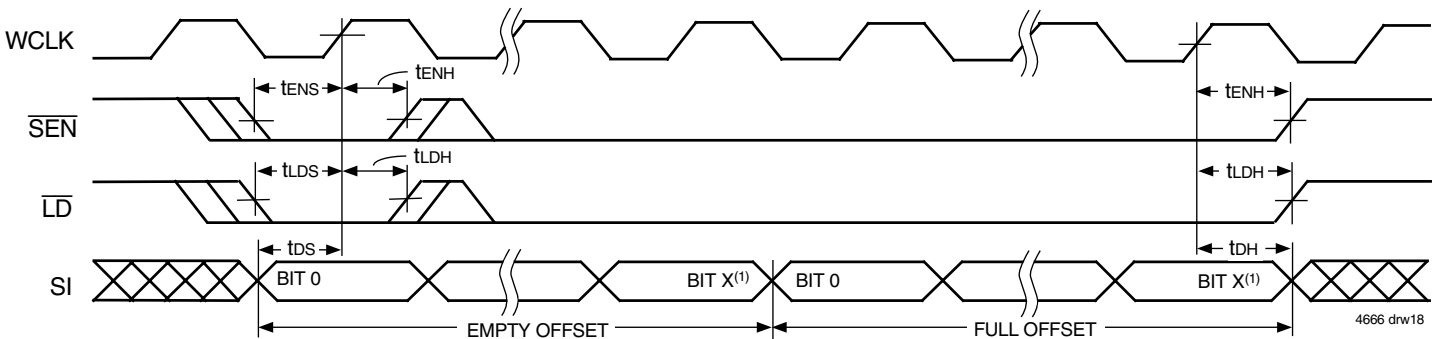 WCLK
tENS
tENH
tENH
SEN
tLDS
tLDH
tLDH
LD
tDS
tDH
SI
BIT 0
BIT X(1)
BIT 0
BIT X(1)
EMPTY OFFSET
FULL OFFSET
4666 drw18